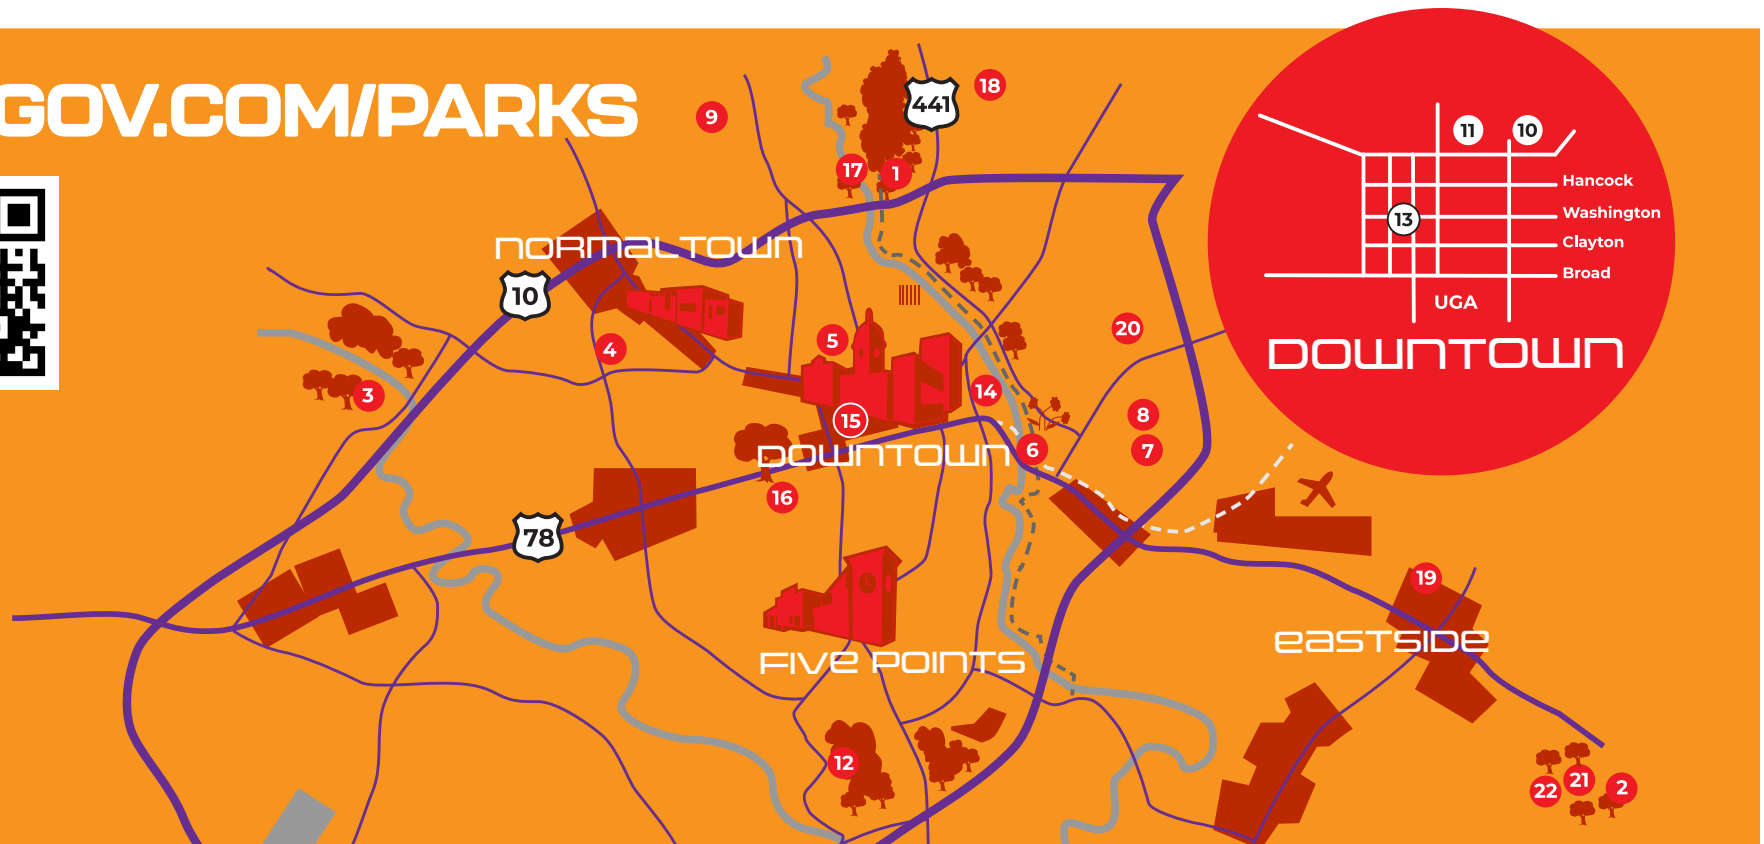 GOV.COM/PARKS
441
18
9
17
1
11
10
Hancock
Washington
13
Clayton
Broad
UGA
DOWNTOWN
NORMALTOWN
10
5
20
4
3
14
15
8
DOWNTOWN
6
7
16
78
19
EASTSIDE
FIVE POINTS
12
22
21
2